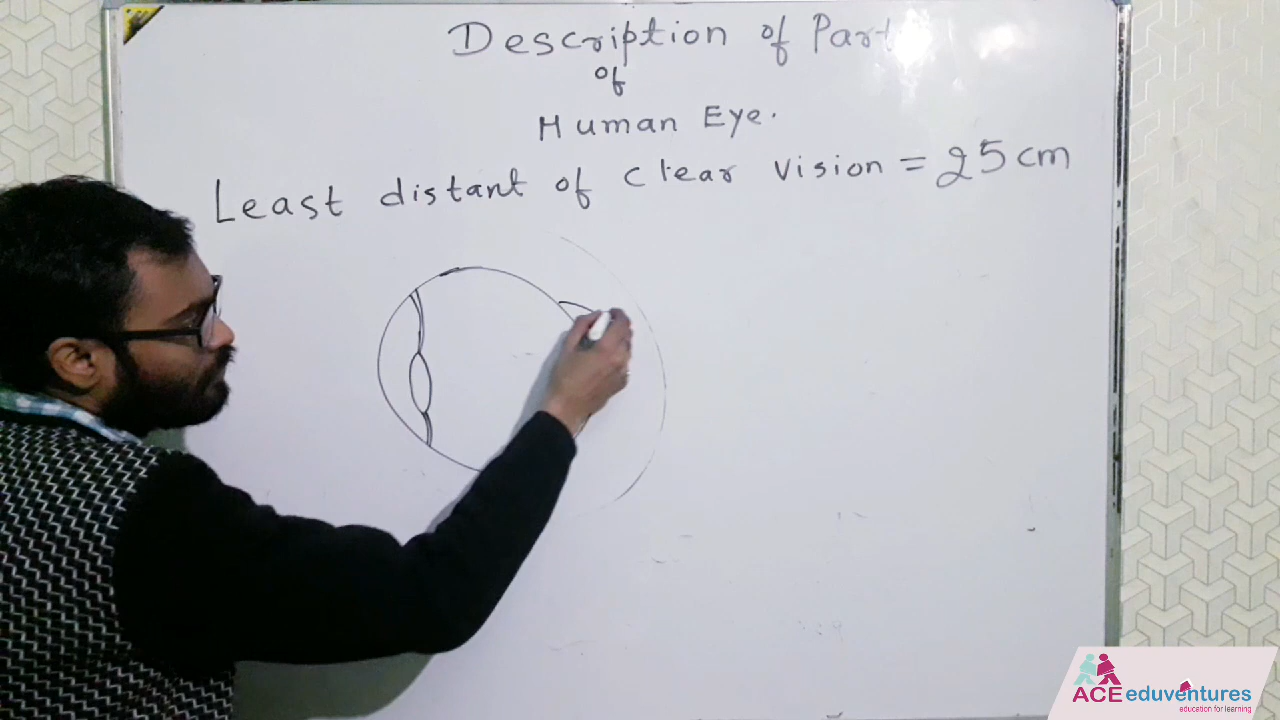 Description of Part
of
Human Eye.
Least distant of clear vision = 25 cm
ACE eduventures
education for learning